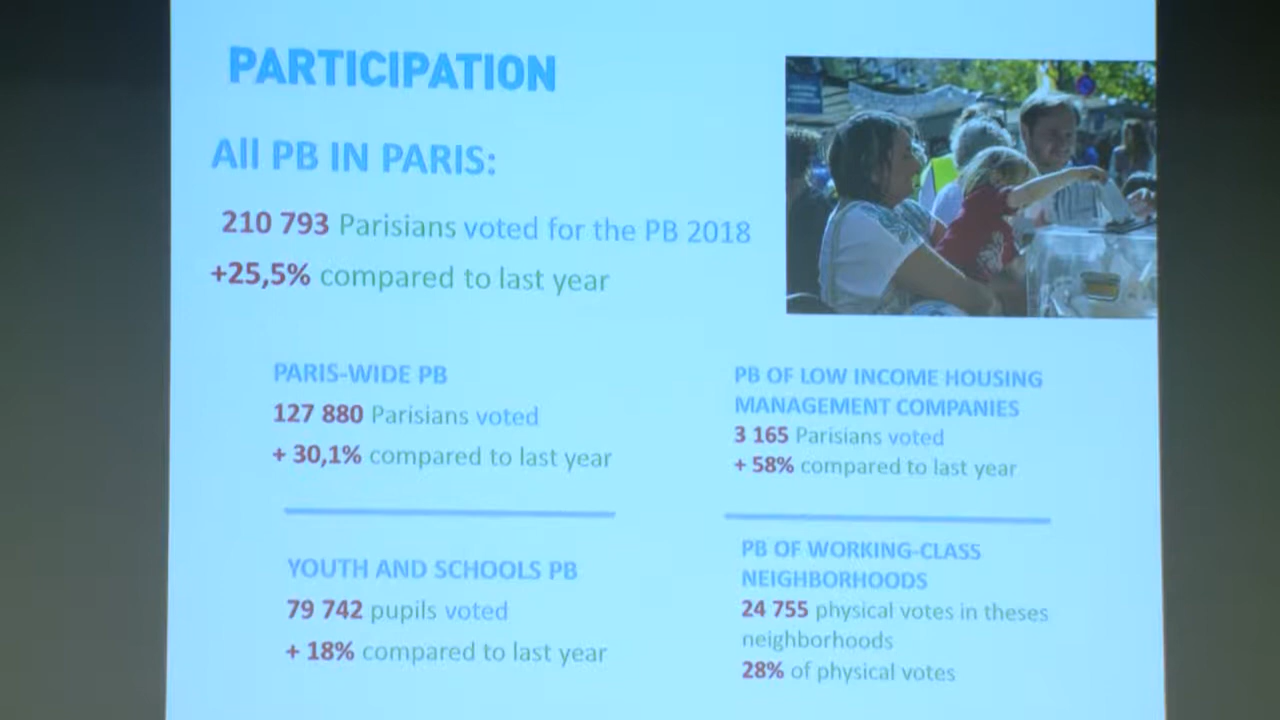 PARTICIPATION
All PB IN PARIS:
210 793 Parisians voted for the PB 2018
+25,5% compared to last year
PARIS-WIDE PB
127 880 Parisians voted
+ 30,1% compared to last year
PB OF LOW INCOME HOUSING
MANAGEMENT COMPANIES
3 165 Parisians voted
+ 58% compared to last year
YOUTH AND SCHOOLS PB
79 742 pupils voted
+ 18% compared to last year
PB OF WORKING-CLASS
NEIGHBORHOODS
24 755 physical votes in theses
neighborhoods
28% of physical votes